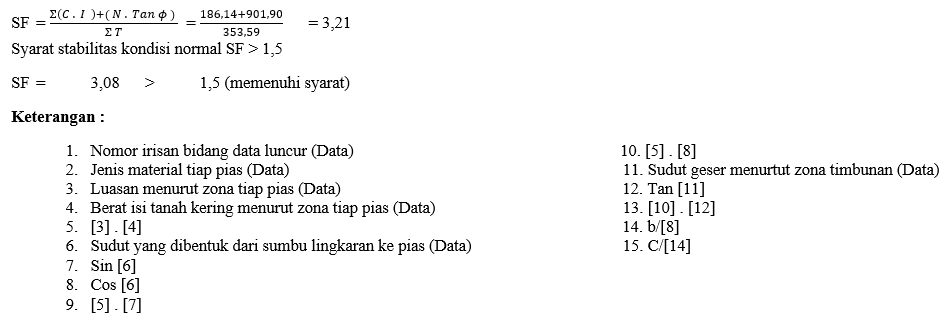 SF = Σ(C . I )+( N . Tan ϕ ) / Σ T = 186,14+901,90 / 353,59 = 3,21
Syarat stabilitas kondisi normal SF > 1,5
SF = 3,08 > 1,5 (memenuhi syarat)
Keterangan :
1. Nomor irisan bidang data luncur (Data)
2. Jenis material tiap pias (Data)
3. Luasan menurut zona tiap pias (Data)
4. Berat isi tanah kering menurut zona tiap pias (Data)
5. [3] . [4]
6. Sudut yang dibentuk dari sumbu lingkaran ke pias (Data)
7. Sin [6]
8. Cos [6]
9. [5] . [7]
10. [5] . [8]
11. Sudut geser menurtut zona timbunan (Data)
12. Tan [11]
13. [10] . [12]
14. b/[8]
15. C/[14]